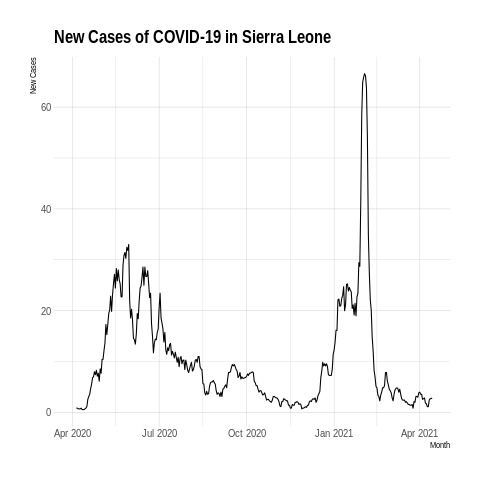 New Cases of COVID-19 in Sierra Leone
New Cases
60
40
20
0
Apr 2020 Jul 2020 Oct 2020 Jan 2021 Apr 2021
Month